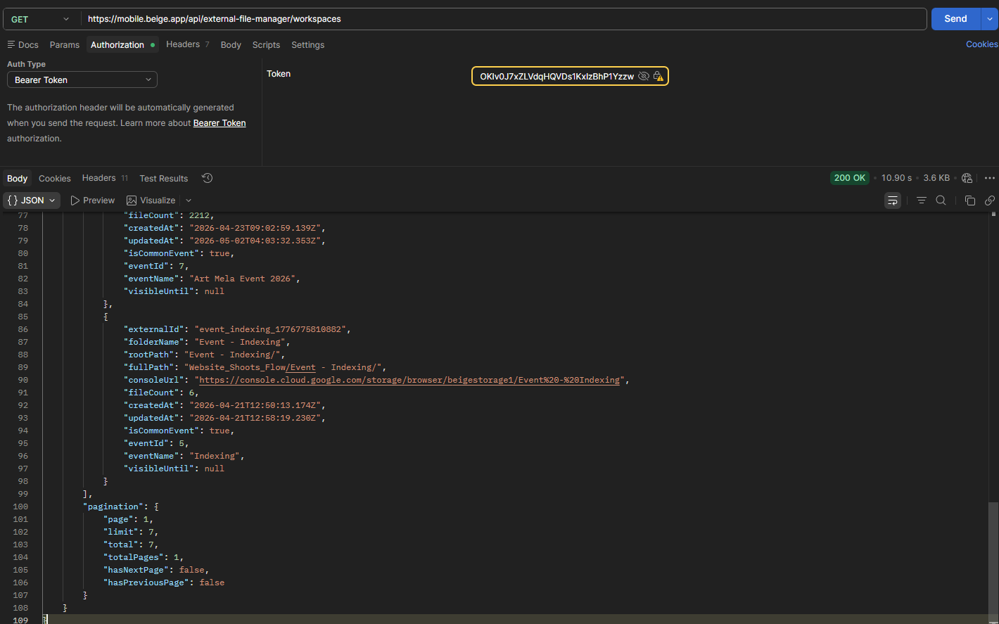 GET https://mobile.beige.app/api/external-file-manager/workspaces Send
Docs Params Authorization Headers 7 Body Scripts Settings Cookies
Auth Type
Bearer Token
Token
OKIv0J7xZLVdqHQVDs1KxIzBhP1Yzzw
The authorization header will be automatically generated
when you send the request. Learn more about Bearer Token
authorization.
Body Cookies Headers 11 Test Results 200 OK • 10.90 s • 3.6 KB
{} JSON Preview Visualize
77 "fileCount": 2212,
78 "createdAt": "2026-04-23T09:02:59.139Z",
79 "updatedAt": "2026-05-02T04:03:32.353Z",
80 "isCommonEvent": true,
81 "eventId": 7,
82 "eventName": "Art Mela Event 2026",
83 "visibleUntil": null
84 },
85 {
86 "externalId": "event_indexing_1776775810882",
87 "folderName": "Event - Indexing",
88 "rootPath": "Event - Indexing/",
89 "fullPath": "Website_Shoots_Flow/Event - Indexing/",
90 "consoleUrl": "https://console.cloud.google.com/storage/browser/beigestorage1/Event%20-%20Indexing",
91 "fileCount": 6,
92 "createdAt": "2026-04-21T12:50:13.174Z",
93 "updatedAt": "2026-04-21T12:58:19.230Z",
94 "isCommonEvent": true,
95 "eventId": 5,
96 "eventName": "Indexing",
97 "visibleUntil": null
98 }
99 ],
100 "pagination": {
101 "page": 1,
102 "limit": 7,
103 "total": 7,
104 "totalPages": 1,
105 "hasNextPage": false,
106 "hasPreviousPage": false
107 }
108 }
109 }